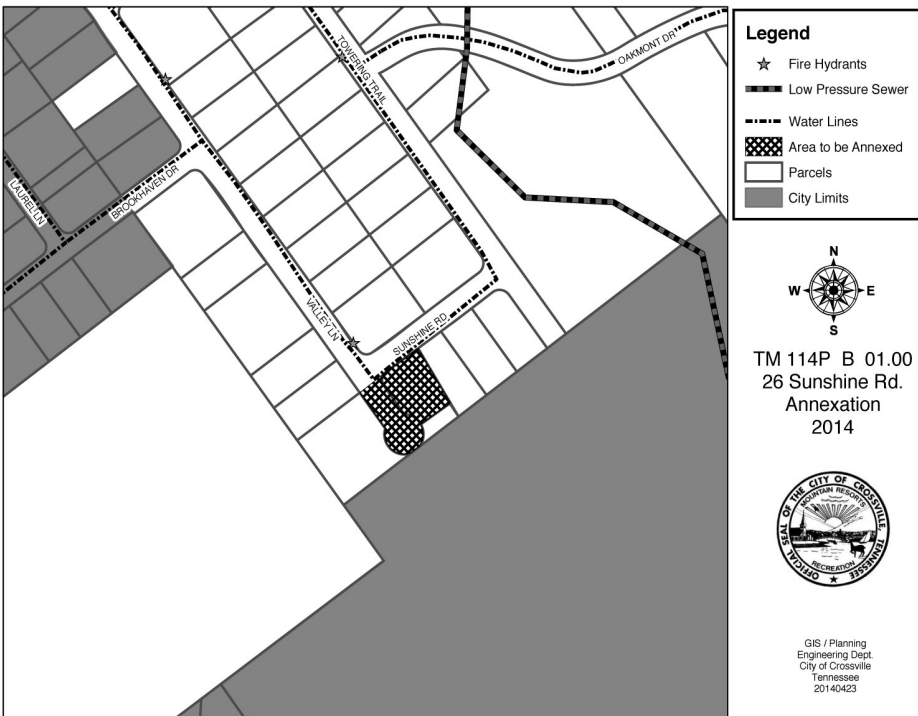 TOWERING TRAIL
OAKMONT DR
LAUREL LN
BROOKHAVEN DR
VALLEY LN
SUNSHINE RD
Legend
Fire Hydrants
Low Pressure Sewer
Water Lines
Area to be Annexed
Parcels
City Limits
N
W E
S
TM 114P B 01.00
26 Sunshine Rd.
Annexation
2014
OFFICIAL SEAL OF THE CITY OF CROSSVILLE, TENNESSEE
MOUNTAIN RESORTS
RECREATION
GIS / Planning
Engineering Dept.
City of Crossville
Tennessee
20140423